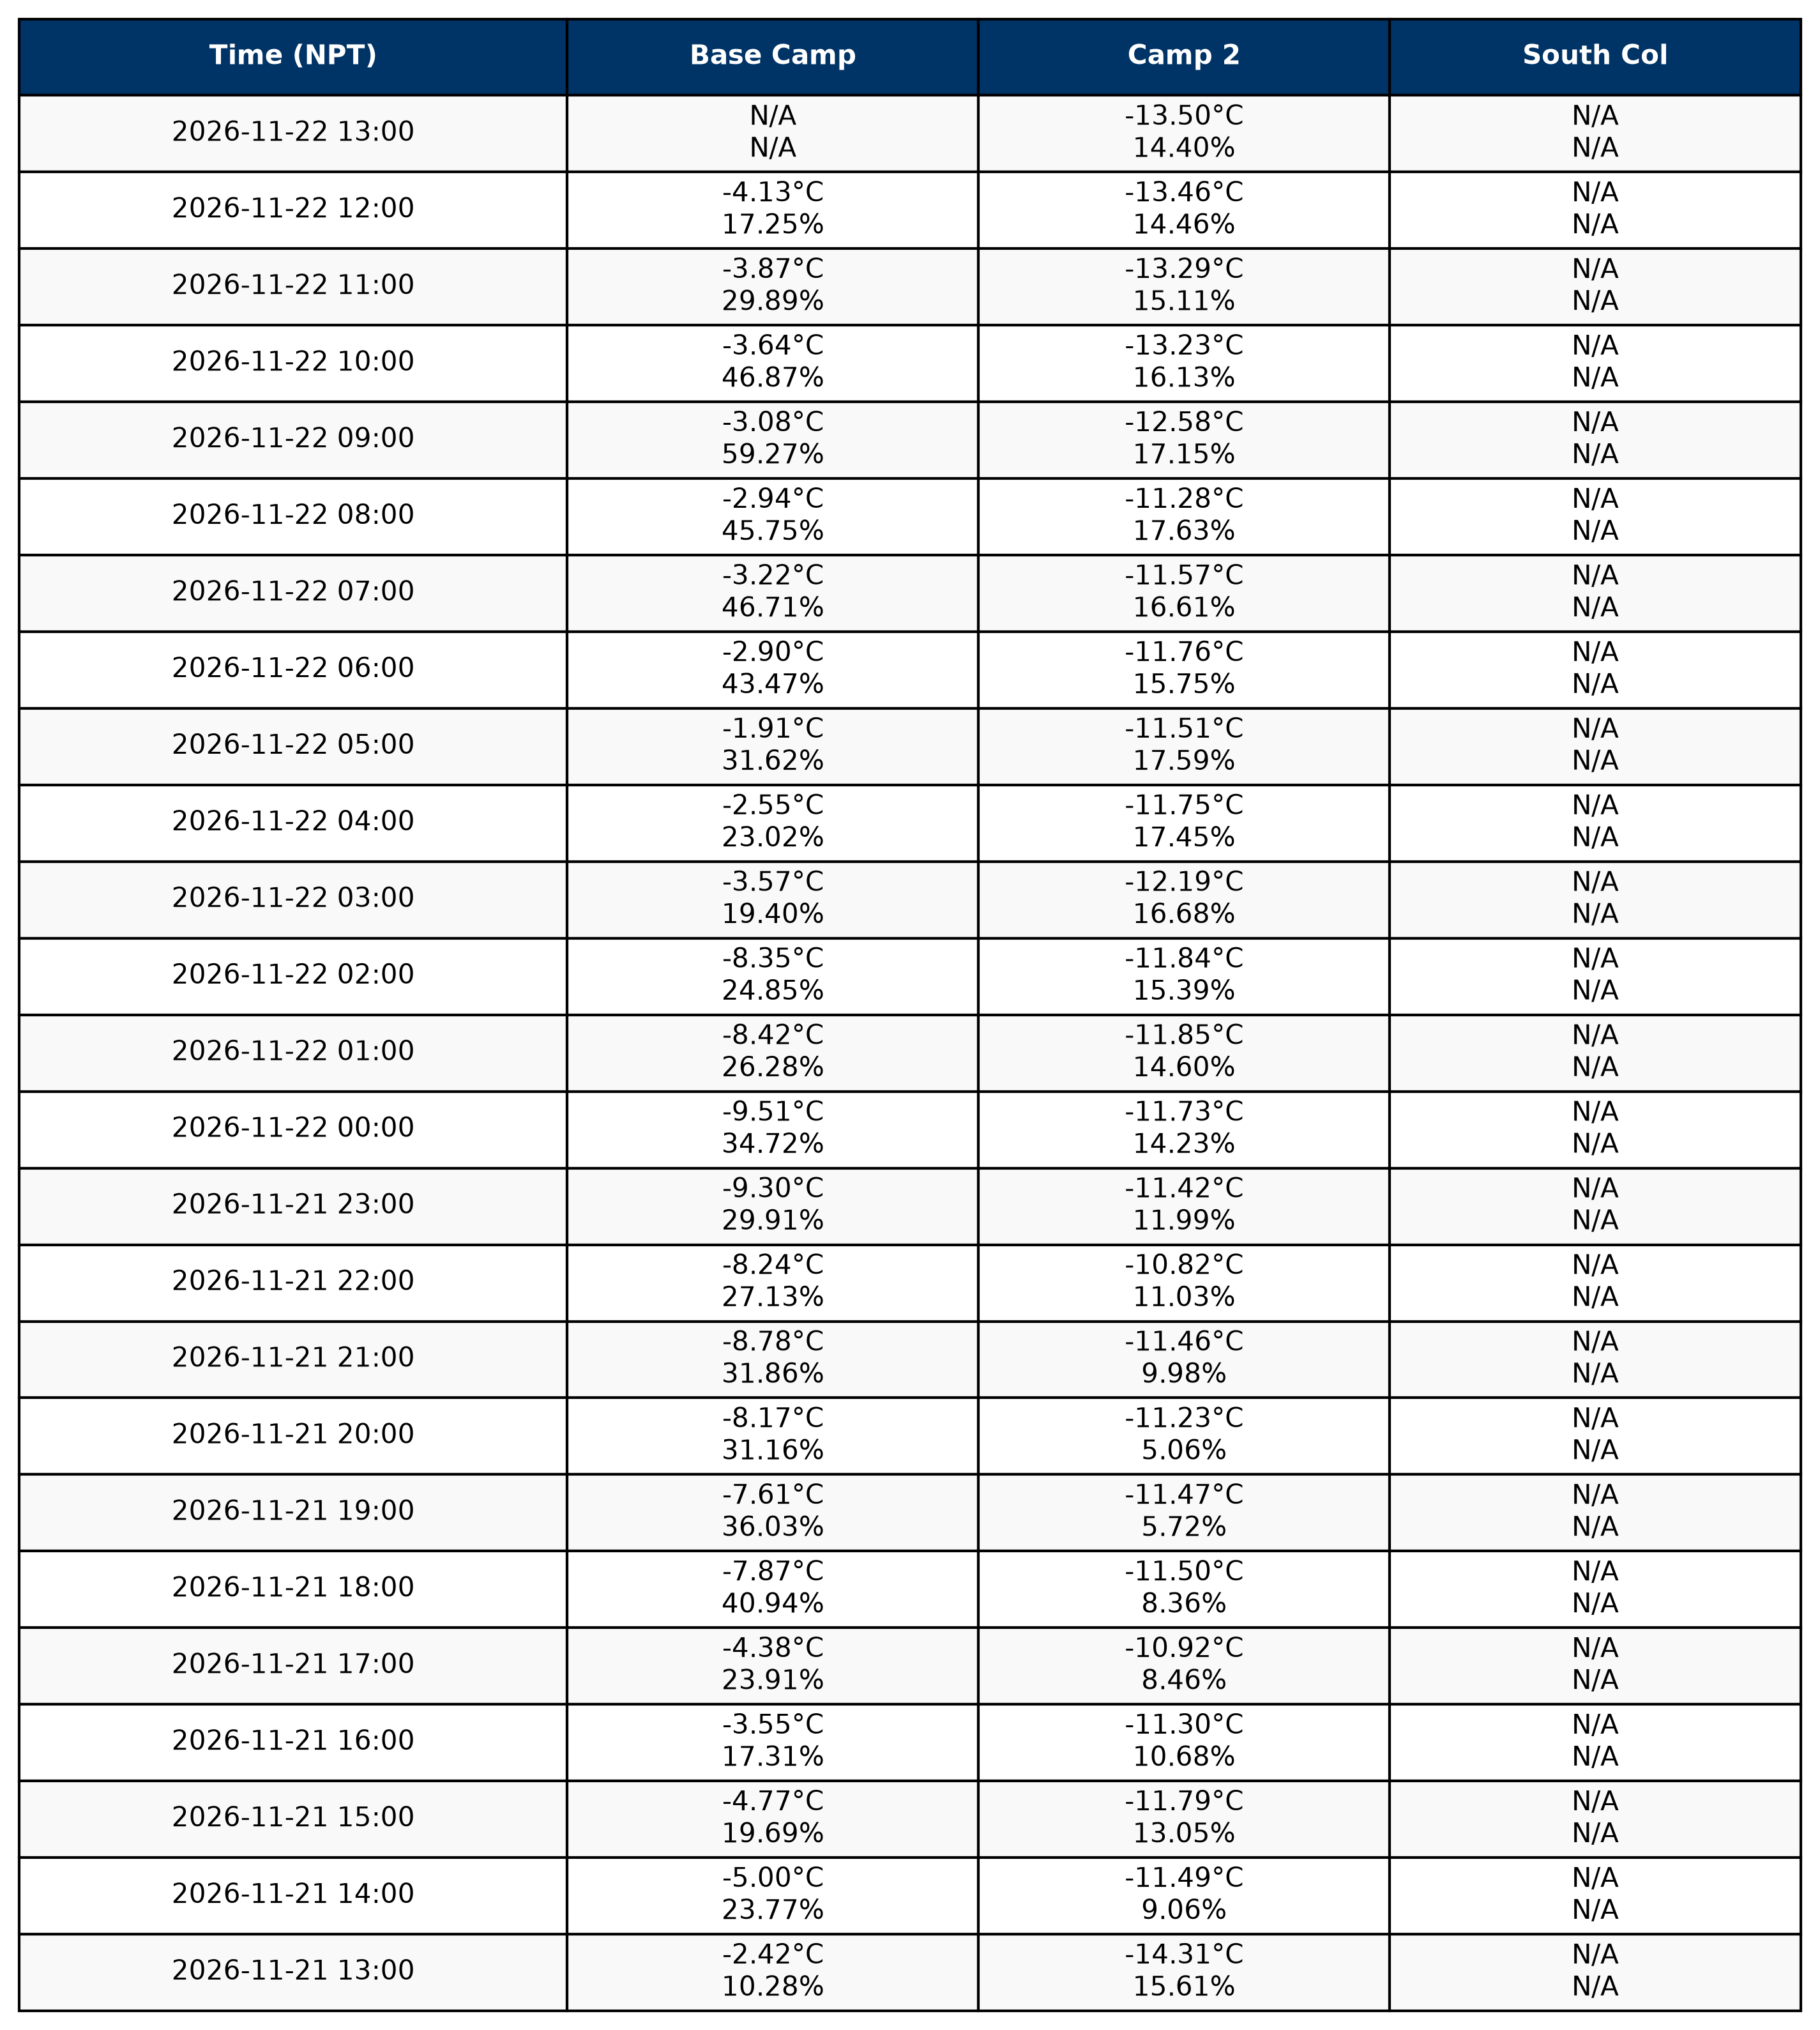 Time (NPT) Base Camp Camp 2 South Col
2026-11-22 13:00 N/A -13.50°C N/A
N/A 14.40% N/A
2026-11-22 12:00 -4.13°C -13.46°C N/A
17.25% 14.46% N/A
2026-11-22 11:00 -3.87°C -13.29°C N/A
29.89% 15.11% N/A
2026-11-22 10:00 -3.64°C -13.23°C N/A
46.87% 16.13% N/A
2026-11-22 09:00 -3.08°C -12.58°C N/A
59.27% 17.15% N/A
2026-11-22 08:00 -2.94°C -11.28°C N/A
45.75% 17.63% N/A
2026-11-22 07:00 -3.22°C -11.57°C N/A
46.71% 16.61% N/A
2026-11-22 06:00 -2.90°C -11.76°C N/A
43.47% 15.75% N/A
2026-11-22 05:00 -1.91°C -11.51°C N/A
31.62% 17.59% N/A
2026-11-22 04:00 -2.55°C -11.75°C N/A
23.02% 17.45% N/A
2026-11-22 03:00 -3.57°C -12.19°C N/A
19.40% 16.68% N/A
2026-11-22 02:00 -8.35°C -11.84°C N/A
24.85% 15.39% N/A
2026-11-22 01:00 -8.42°C -11.85°C N/A
26.28% 14.60% N/A
2026-11-22 00:00 -9.51°C -11.73°C N/A
34.72% 14.23% N/A
2026-11-21 23:00 -9.30°C -11.42°C N/A
29.91% 11.99% N/A
2026-11-21 22:00 -8.24°C -10.82°C N/A
27.13% 11.03% N/A
2026-11-21 21:00 -8.78°C -11.46°C N/A
31.86% 9.98% N/A
2026-11-21 20:00 -8.17°C -11.23°C N/A
31.16% 5.06% N/A
2026-11-21 19:00 -7.61°C -11.47°C N/A
36.03% 5.72% N/A
2026-11-21 18:00 -7.87°C -11.50°C N/A
40.94% 8.36% N/A
2026-11-21 17:00 -4.38°C -10.92°C N/A
23.91% 8.46% N/A
2026-11-21 16:00 -3.55°C -11.30°C N/A
17.31% 10.68% N/A
2026-11-21 15:00 -4.77°C -11.79°C N/A
19.69% 13.05% N/A
2026-11-21 14:00 -5.00°C -11.49°C N/A
23.77% 9.06% N/A
2026-11-21 13:00 -2.42°C -14.31°C N/A
10.28% 15.61% N/A